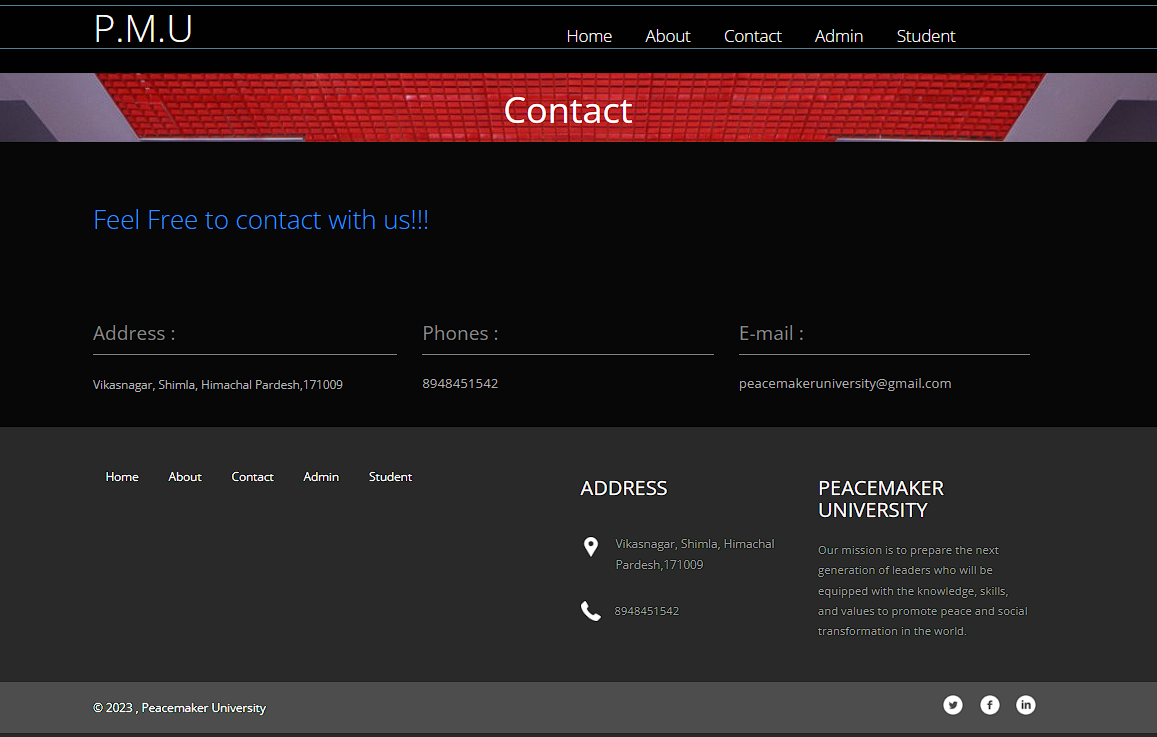 P.M.U
Home About Contact Admin Student
Contact
Feel Free to contact with us!!!
Address :
Vikasnagar, Shimla, Himachal Pardesh,171009
Phones :
8948451542
E-mail :
peacemakeruniversity@gmail.com
Home About Contact Admin Student
ADDRESS
Vikasnagar, Shimla, Himachal
Pardesh,171009
8948451542
PEACEMAKER
UNIVERSITY
Our mission is to prepare the next
generation of leaders who will be
equipped with the knowledge, skills,
and values to promote peace and social
transformation in the world.
© 2023 , Peacemaker University